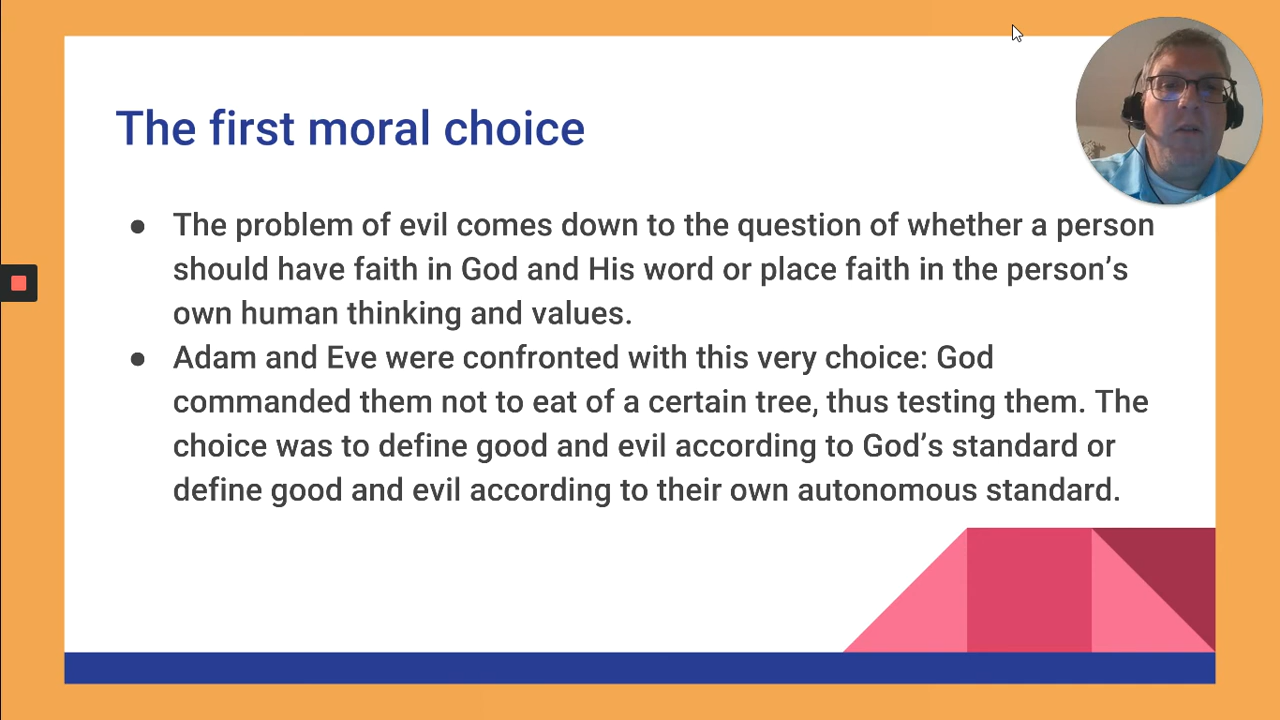 The first moral choice
● The problem of evil comes down to the question of whether a person
should have faith in God and His word or place faith in the person’s
own human thinking and values.
● Adam and Eve were confronted with this very choice: God
commanded them not to eat of a certain tree, thus testing them. The
choice was to define good and evil according to God’s standard or
define good and evil according to their own autonomous standard.